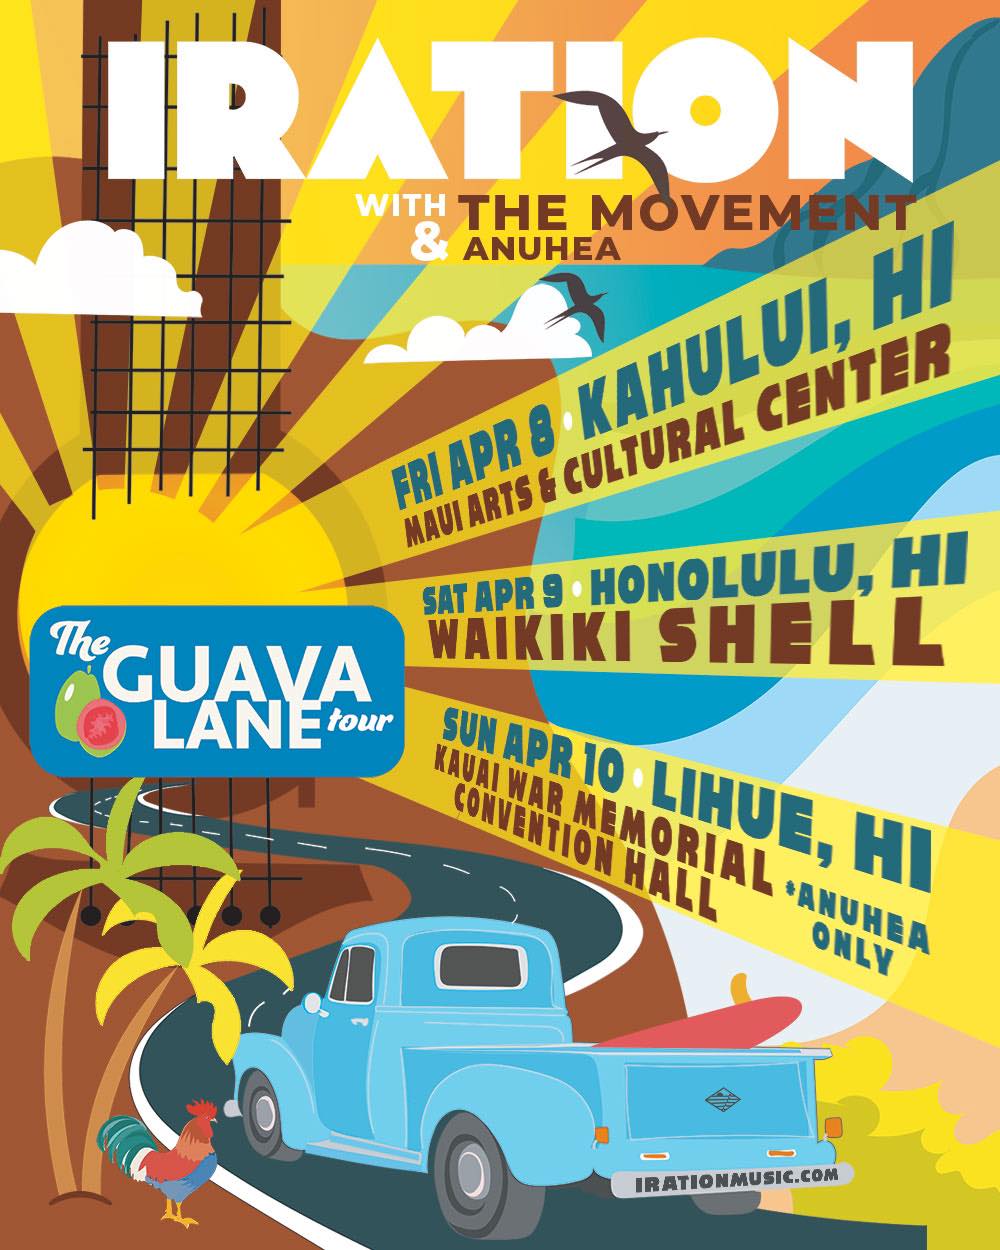 IRATION
WITH THE MOVEMENT
& ANUHEA
FRI APR 8 • KAHULUI, HI
MAUI ARTS & CULTURAL CENTER
SAT APR 9 • HONOLULU, HI
WAIKIKI SHELL
SUN APR 10 • LIHUE, HI
KAUAI WAR MEMORIAL
CONVENTION HALL
*ANUHEA
ONLY
The
GUAVA
LANE tour
IRATIONMUSIC.COM